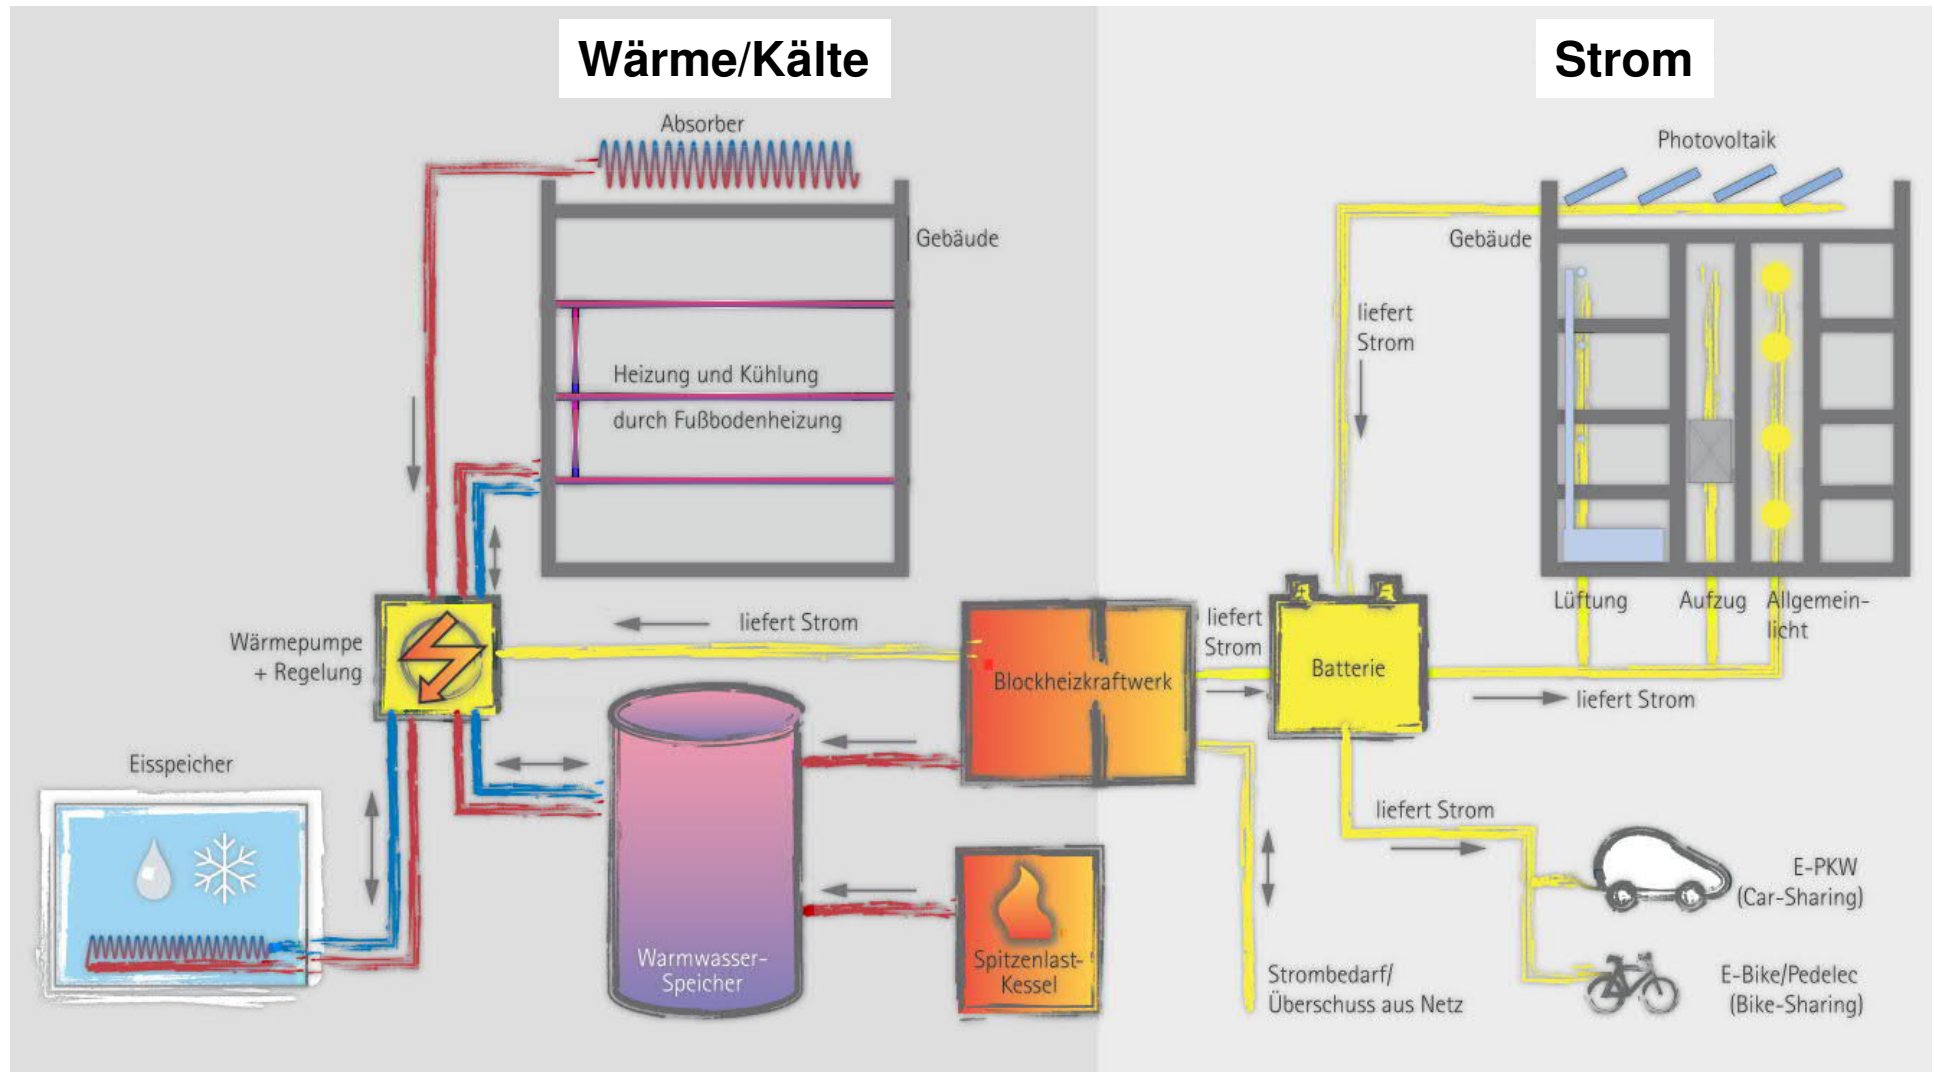 Wärme/Kälte
Strom
Absorber
Photovoltaik
Gebäude
Gebäude
liefert
Strom
Heizung und Kühlung
durch Fußbodenheizung
Lüftung
Aufzug
Allgemein-
licht
Wärmepumpe
+ Regelung
liefert Strom
liefert
Strom
Blockheizkraftwerk
Batterie
liefert Strom
Eisspeicher
liefert Strom
E-PKW
(Car-Sharing)
Warmwasser-
Speicher
Spitzenlast-
Kessel
Strombedarf/
Überschuss aus Netz
E-Bike/Pedelec
(Bike-Sharing)